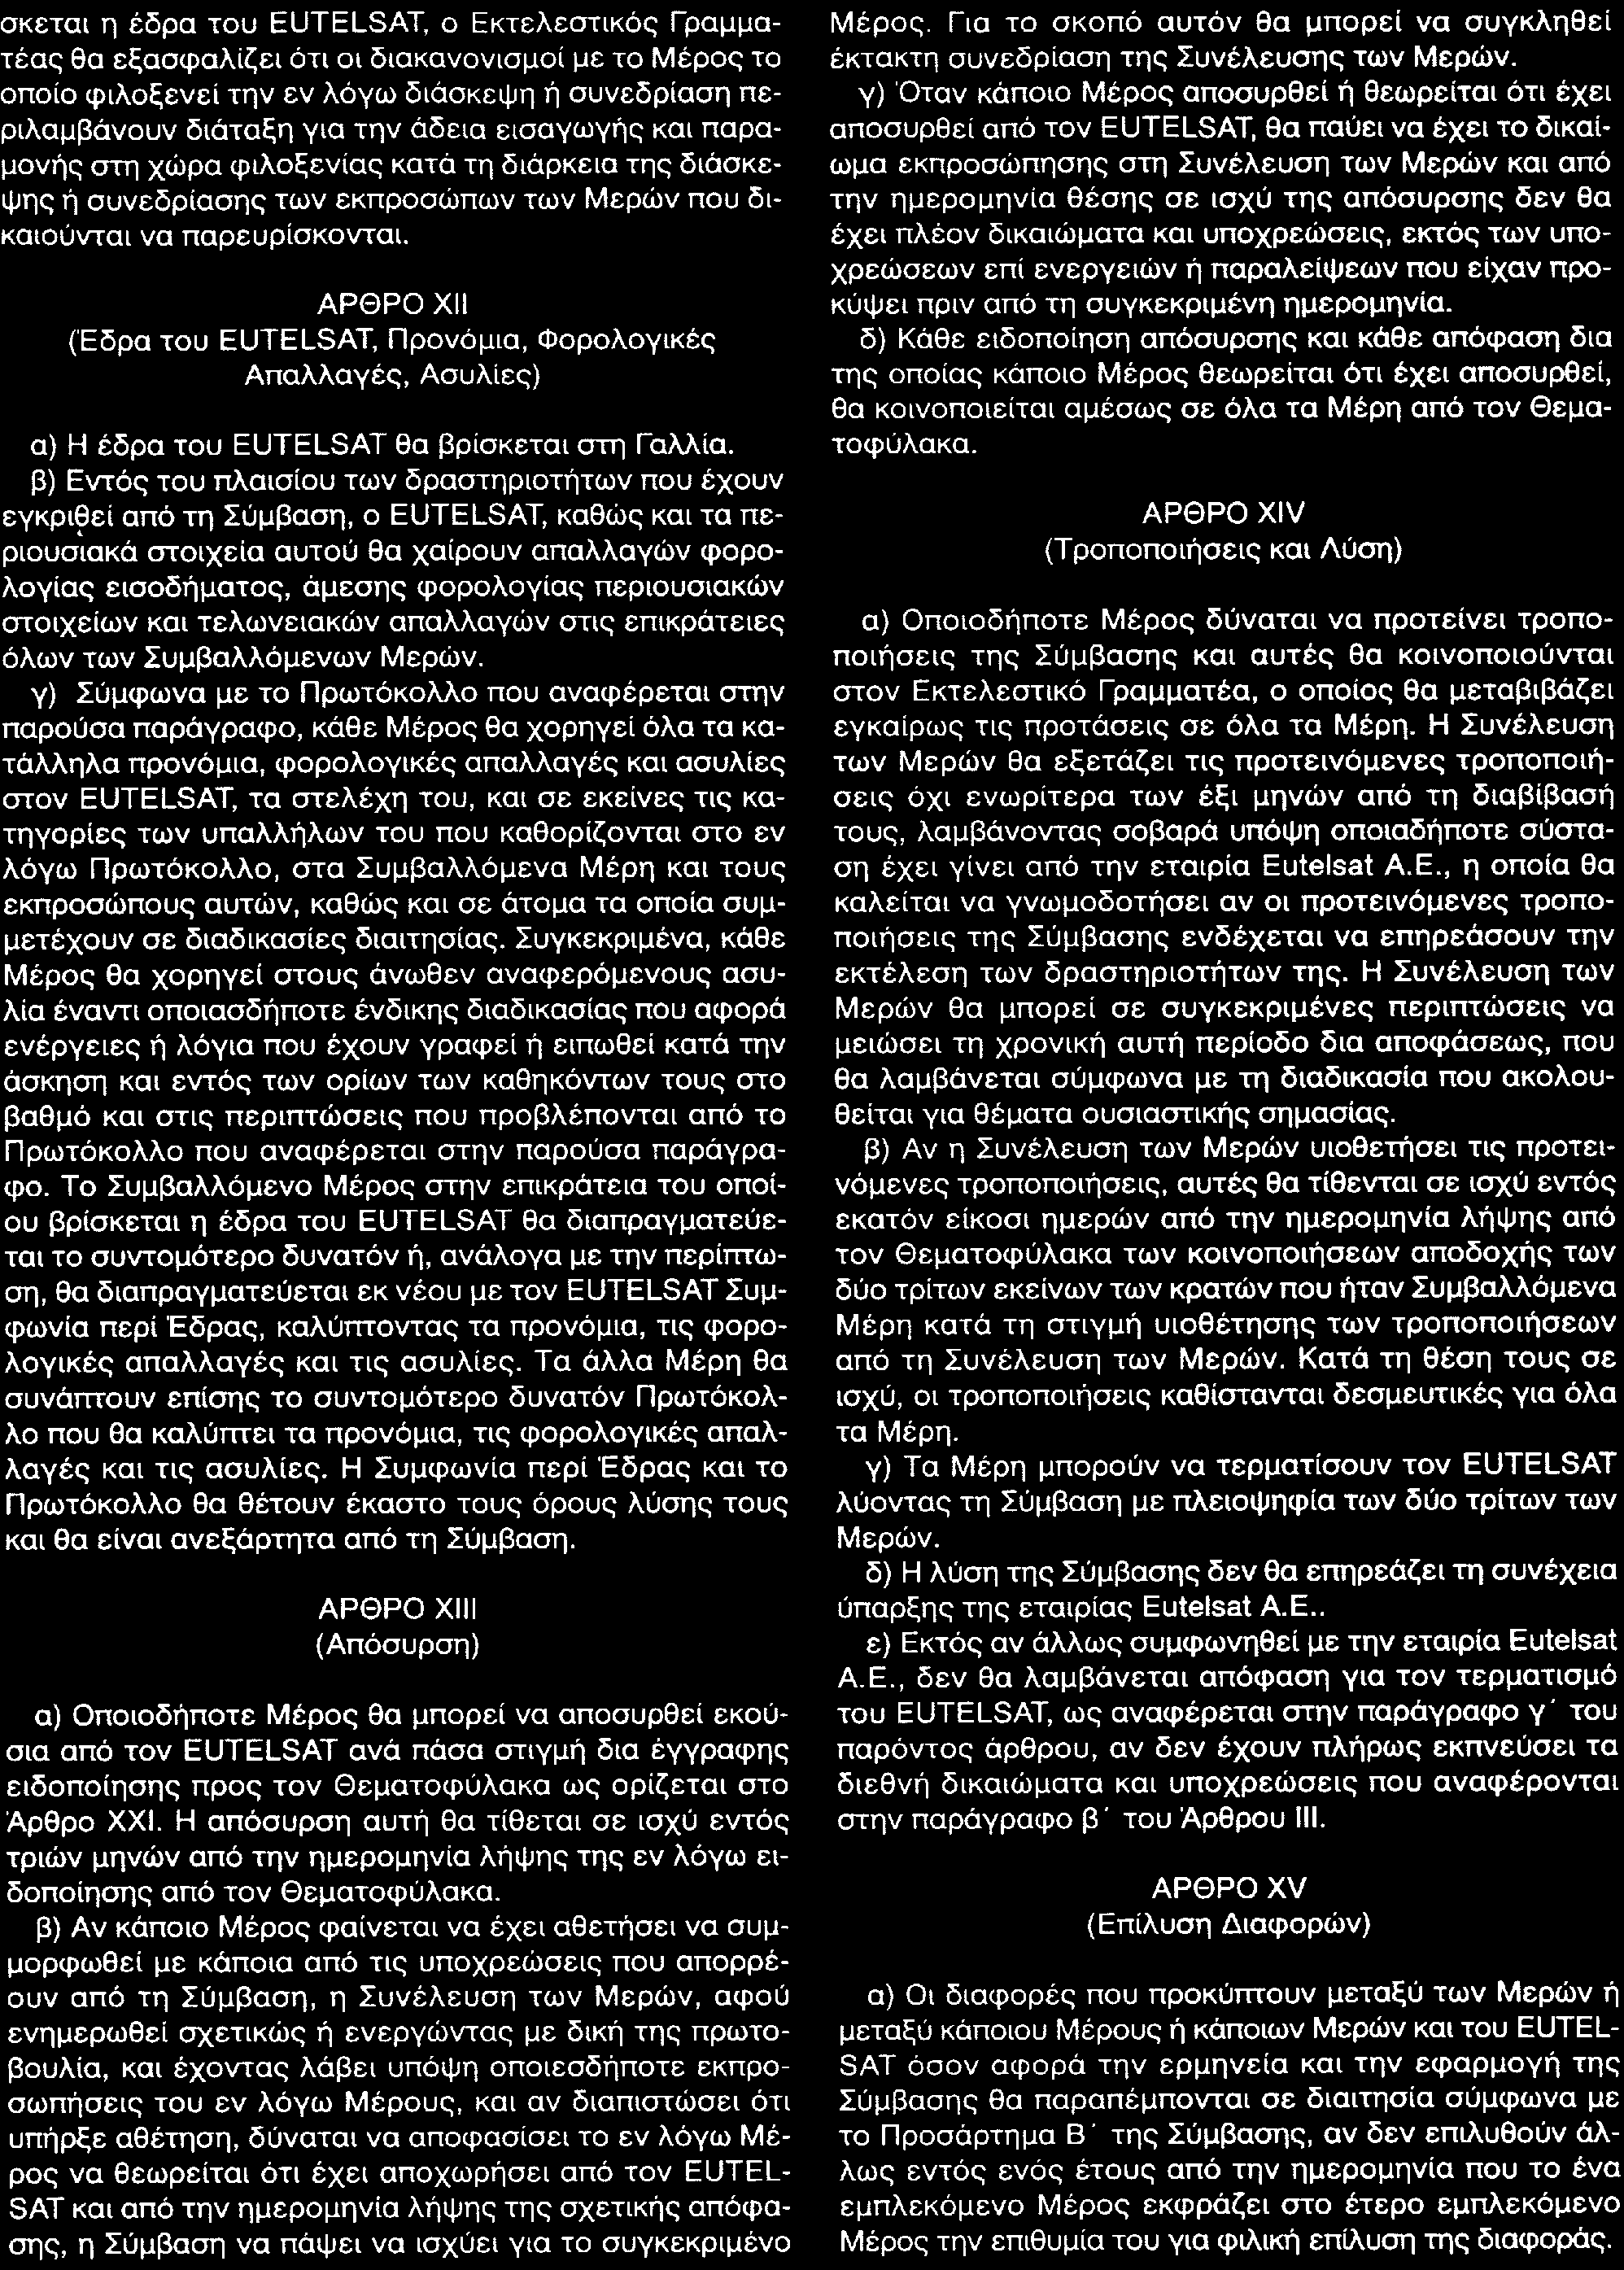 σκεται η έδρα του EUTELSAT, ο Εκτελεστικός Γραμμα-
τέας θα εξασφαλίζει ότι οι διακανονισμοί με το Μέρος το
οποίο φιλοξενεί την εν λόγω διάσκεψη ή συνεδρίαση πε-
ριλαμβάνουν διάταξη για την άδεια εισαγωγής και παρα-
μονής στη χώρα φιλοξενίας κατά τη διάρκεια της διάσκε-
ψης ή συνεδρίασης των εκπροσώπων των Μερών που δι-
καιούνται να παρευρίσκονται.
ΑΡΘΡΟ XII
(Έδρα του EUTELSAT, Προνόμια, Φορολογικές
Απαλλαγές, Ασυλίες)
α) Η έδρα του EUTELSAT θα βρίσκεται στη Γαλλία.
β) Εντός του πλαισίου των δραστηριοτήτων που έχουν
εγκριθεί από τη Σύμβαση, ο EUTELSAT, καθώς και τα πε-
ριουσιακά στοιχεία αυτού θα χαίρουν απαλλαγών φορο-
λογίας εισοδήματος, άμεσης φορολογίας περιουσιακών
στοιχείων και τελωνειακών απαλλαγών στις επικράτειες
όλων των Συμβαλλόμενων Μερών.
γ) Σύμφωνα με το Πρωτόκολλο που αναφέρεται στην
παρούσα παράγραφο, κάθε Μέρος θα χορηγεί όλα τα κα-
τάλληλα προνόμια, φορολογικές απαλλαγές και ασυλίες
στον EUTELSAT, τα στελέχη του, και σε εκείνες τις κα-
τηγορίες των υπαλλήλων του που καθορίζονται στο εν
λόγω Πρωτόκολλο, στα Συμβαλλόμενα Μέρη και τους
εκπροσώπους αυτών, καθώς και σε άτομα τα οποία συμ-
μετέχουν σε διαδικασίες διαιτησίας. Συγκεκριμένα, κάθε
Μέρος θα χορηγεί στους άνωθεν αναφερόμενους ασυ-
λία έναντι οποιασδήποτε ένδικης διαδικασίας που αφορά
ενέργειες ή λόγια που έχουν γραφεί ή ειπωθεί κατά την
άσκηση και εντός των ορίων των καθηκόντων τους στο
βαθμό και στις περιπτώσεις που προβλέπονται από το
Πρωτόκολλο που αναφέρεται στην παρούσα παράγρα-
φο. Το Συμβαλλόμενο Μέρος στην επικράτεια του οποί-
ου βρίσκεται η έδρα του EUTELSAT θα διαπραγματεύε-
ται το συντομότερο δυνατόν ή, ανάλογα με την περίπτω-
ση, θα διαπραγματεύεται εκ νέου με τον EUTELSAT Συμ-
φωνία περί Έδρας, καλύπτοντας τα προνόμια, τις φορο-
λογικές απαλλαγές και τις ασυλίες. Τα άλλα Μέρη θα
συνάπτουν επίσης το συντομότερο δυνατόν Πρωτόκολ-
λο που θα καλύπτει τα προνόμια, τις φορολογικές απαλ-
λαγές και τις ασυλίες. Η Συμφωνία περί Έδρας και το
Πρωτόκολλο θα θέτουν έκαστο τους όρους λύσης τους
και θα είναι ανεξάρτητα από τη Σύμβαση.
ΑΡΘΡΟ XIII
(Απόσυρση)
α) Οποιοδήποτε Μέρος θα μπορεί να αποσυρθεί εκού-
σια από τον EUTELSAT ανά πάσα στιγμή δια έγγραφης
ειδοποίησης προς τον Θεματοφύλακα ως ορίζεται στο
Άρθρο XXI. Η απόσυρση αυτή θα τίθεται σε ισχύ εντός
τριών μηνών από την ημερομηνία λήψης της εν λόγω ει-
δοποίησης από τον Θεματοφύλακα.
β) Αν κάποιο Μέρος φαίνεται να έχει αθετήσει να συμ-
μορφωθεί με κάποια από τις υποχρεώσεις που απορρέ-
ουν από τη Σύμβαση, η Συνέλευση των Μερών, αφού
ενημερωθεί σχετικώς ή ενεργώντας με δική της πρωτο-
βουλία, και έχοντας λάβει υπόψη οποιεσδήποτε εκπρο-
σωπήσεις του εν λόγω Μέρους, και αν διαπιστώσει ότι
υπήρξε αθέτηση, δύναται να αποφασίσει το εν λόγω Μέ-
ρος να θεωρείται ότι έχει αποχωρήσει από τον EUTEL-
SAT και από την ημερομηνία λήψης της σχετικής απόφα-
σης, η Σύμβαση να πάψει να ισχύει για το συγκεκριμένο
Μέρος. Για το σκοπό αυτόν θα μπορεί να συγκληθεί
έκτακτη συνεδρίαση της Συνέλευσης των Μερών.
γ) Όταν κάποιο Μέρος αποσυρθεί ή θεωρείται ότι έχει
αποσυρθεί από τον EUTELSAT, θα παύει να έχει το δικαί-
ωμα εκπροσώπησης στη Συνέλευση των Μερών και από
την ημερομηνία θέσης σε ισχύ της απόσυρσης δεν θα
έχει πλέον δικαιώματα και υποχρεώσεις, εκτός των υπο-
χρεώσεων επί ενεργειών ή παραλείψεων που είχαν προ-
κύψει πριν από τη συγκεκριμένη ημερομηνία.
δ) Κάθε ειδοποίηση απόσυρσης και κάθε απόφαση δια
της οποίας κάποιο Μέρος θεωρείται ότι έχει αποσυρθεί,
θα κοινοποιείται αμέσως σε όλα τα Μέρη από τον Θεμα-
τοφύλακα.
ΑΡΘΡΟ XIV
(Τροποποιήσεις και Λύση)
α) Οποιοδήποτε Μέρος δύναται να προτείνει τροπο-
ποιήσεις της Σύμβασης και αυτές θα κοινοποιούνται
στον Εκτελεστικό Γραμματέα, ο οποίος θα μεταβιβάζει
εγκαίρως τις προτάσεις σε όλα τα Μέρη. Η Συνέλευση
των Μερών θα εξετάζει τις προτεινόμενες τροποποιή-
σεις όχι ενωρίτερα των έξι μηνών από τη διαβίβασή
τους, λαμβάνοντας σοβαρά υπόψη οποιαδήποτε σύστα-
ση έχει γίνει από την εταιρία Eutelsat A.E., η οποία θα
καλείται να γνωμοδοτήσει αν οι προτεινόμενες τροπο-
ποιήσεις της Σύμβασης ενδέχεται να επηρεάσουν την
εκτέλεση των δραστηριοτήτων της. Η Συνέλευση των
Μερών θα μπορεί σε συγκεκριμένες περιπτώσεις να
μειώσει τη χρονική αυτή περίοδο δια αποφάσεως, που
θα λαμβάνεται σύμφωνα με τη διαδικασία που ακολου-
θείται για θέματα ουσιαστικής σημασίας.
β) Αν η Συνέλευση των Μερών υιοθετήσει τις προτει-
νόμενες τροποποιήσεις, αυτές θα τίθενται σε ισχύ εντός
εκατόν είκοσι ημερών από την ημερομηνία λήψης από
τον Θεματοφύλακα των κοινοποιήσεων αποδοχής των
δύο τρίτων εκείνων των κρατών που ήταν Συμβαλλόμενα
Μέρη κατά τη στιγμή υιοθέτησης των τροποποιήσεων
από τη Συνέλευση των Μερών. Κατά τη θέση τους σε
ισχύ, οι τροποποιήσεις καθίστανται δεσμευτικές για όλα
τα Μέρη.
γ) Τα Μέρη μπορούν να τερματίσουν τον EUTELSAT
λύοντας τη Σύμβαση με πλειοψηφία των δύο τρίτων των
Μερών.
δ) Η λύση της Σύμβασης δεν θα επηρεάζει τη συνέχεια
ύπαρξης της εταιρίας Eutelsat A.E..
ε) Εκτός αν άλλως συμφωνηθεί με την εταιρία Eutelsat
A.E., δεν θα λαμβάνεται απόφαση για τον τερματισμό
του EUTELSAT, ως αναφέρεται στην παράγραφο γ΄ του
παρόντος άρθρου, αν δεν έχουν πλήρως εκπνεύσει τα
διεθνή δικαιώματα και υποχρεώσεις που αναφέρονται
στην παράγραφο β΄ του Άρθρου III.
ΑΡΘΡΟ XV
(Επίλυση Διαφορών)
α) Οι διαφορές που προκύπτουν μεταξύ των Μερών ή
μεταξύ κάποιου Μέρους ή κάποιων Μερών και του EUTEL-
SAT όσον αφορά την ερμηνεία και την εφαρμογή της
Σύμβασης θα παραπέμπονται σε διαιτησία σύμφωνα με
το Προσάρτημα Β΄ της Σύμβασης, αν δεν επιλυθούν άλ-
λως εντός ενός έτους από την ημερομηνία που το ένα
εμπλεκόμενο Μέρος εκφράζει στο έτερο εμπλεκόμενο
Μέρος την επιθυμία του για φιλική επίλυση της διαφοράς.